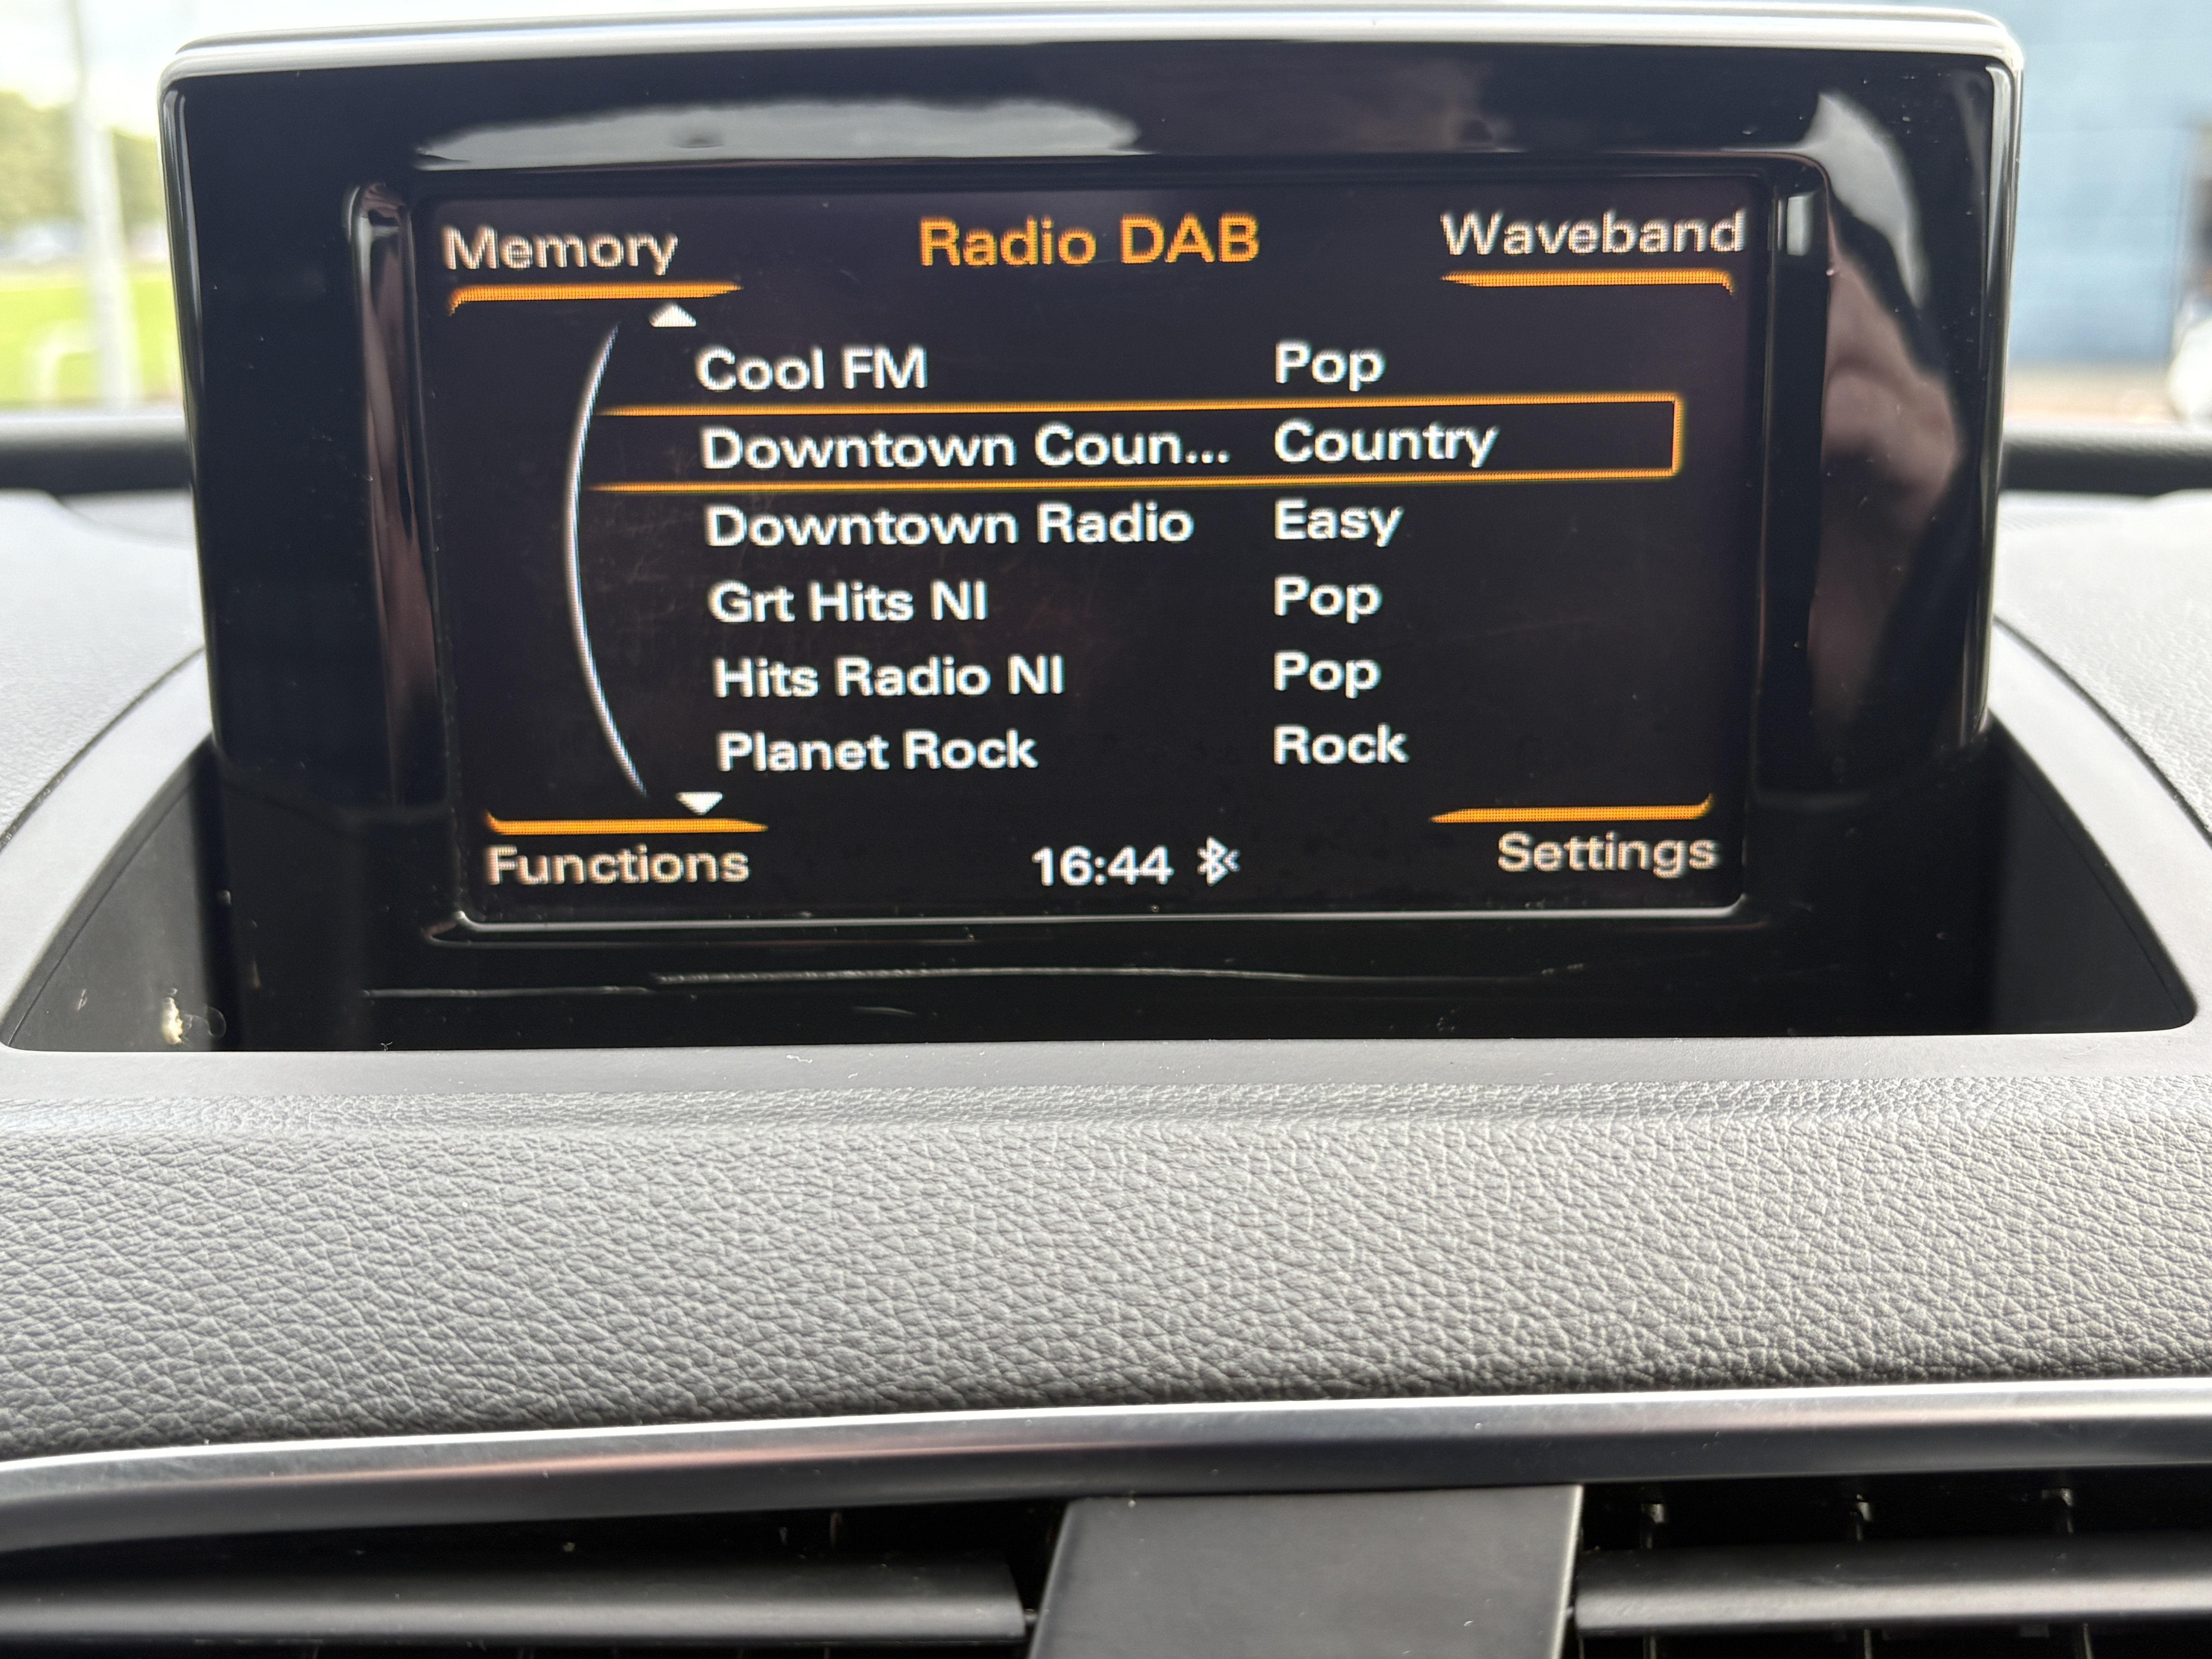 Memory Radio DAB Waveband
Cool FM Pop
Downtown Coun... Country
Downtown Radio Easy
Grt Hits NI Pop
Hits Radio NI Pop
Planet Rock Rock
Functions 16:44 Settings